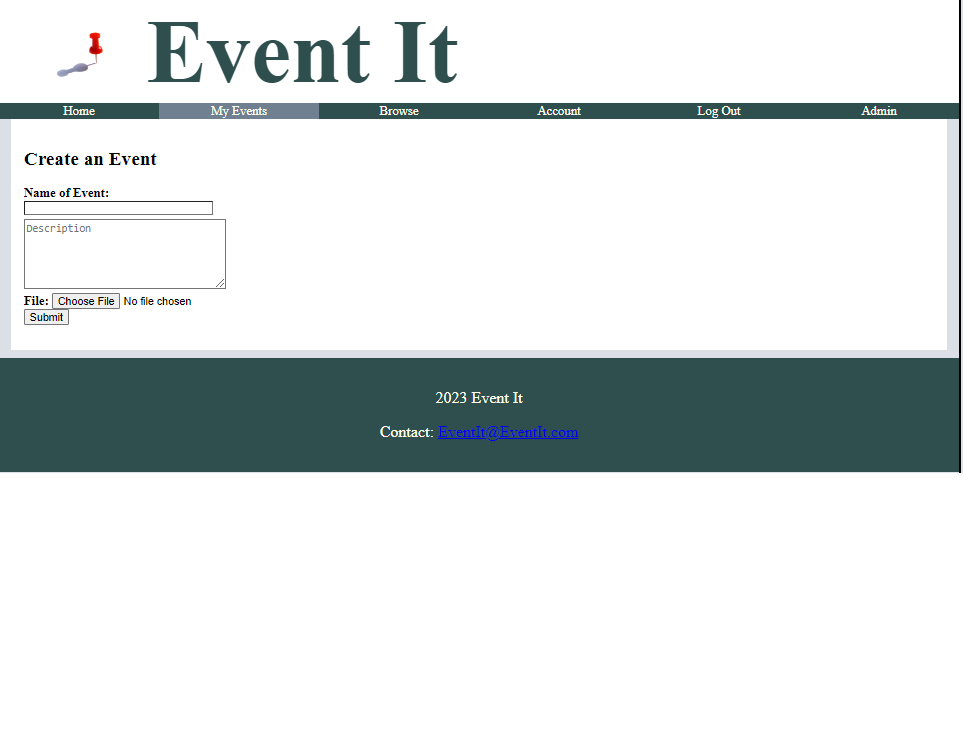 Event It
Home My Events Browse Account Log Out Admin
Create an Event
Name of Event:
Description
File: Choose File No file chosen
Submit
2023 Event It
Contact: EventIt@EventIt.com